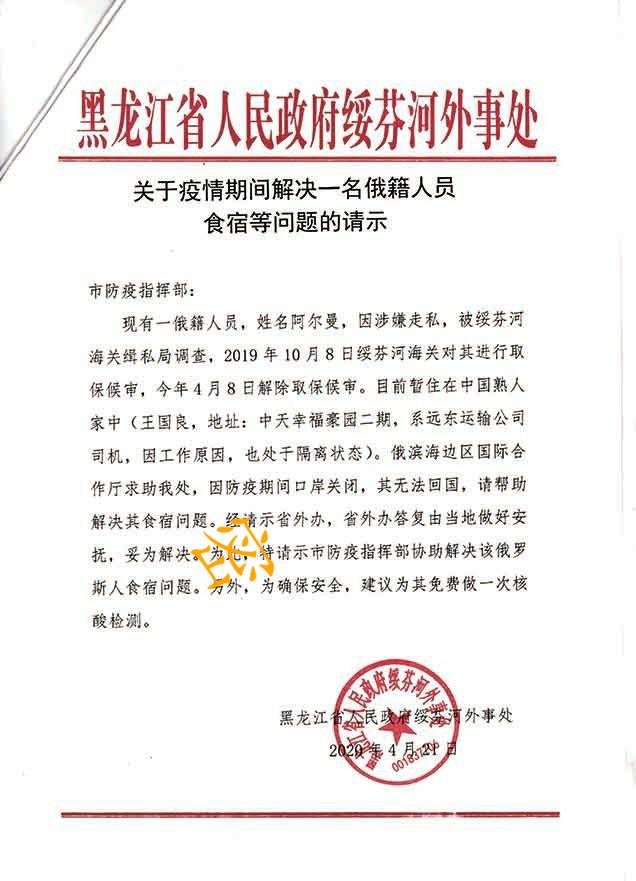 黑龙江省人民政府绥芬河外事处
关于疫情期间解决一名俄籍人员
食宿等问题的请示
市防疫指挥部：
现有一俄籍人员，姓名阿尔曼，因涉嫌走私，被绥芬河
海关缉私局调查，2019年10月8日绥芬河海关对其进行取
保候审，今年4月8日解除取保候审。目前暂住在中国熟人
家中（王国良，地址：中天幸福豪园二期，系远东运输公司
司机，因工作原因，也处于隔离状态）。俄滨海边区国际合
作厅求助我处，因防疫期间口岸关闭，其无法回国，请帮助
解决其食宿问题。经请示省外办，省外办答复由当地做好安
抚，妥为解决。为此，特请示市防疫指挥部协助解决该俄罗
斯人食宿问题。另外，为确保安全，建议为其免费做一次核
酸检测。
黑龙江省人民政府绥芬河外事处
2020年4月21日
黑龙江省人民政府绥芬河外事处